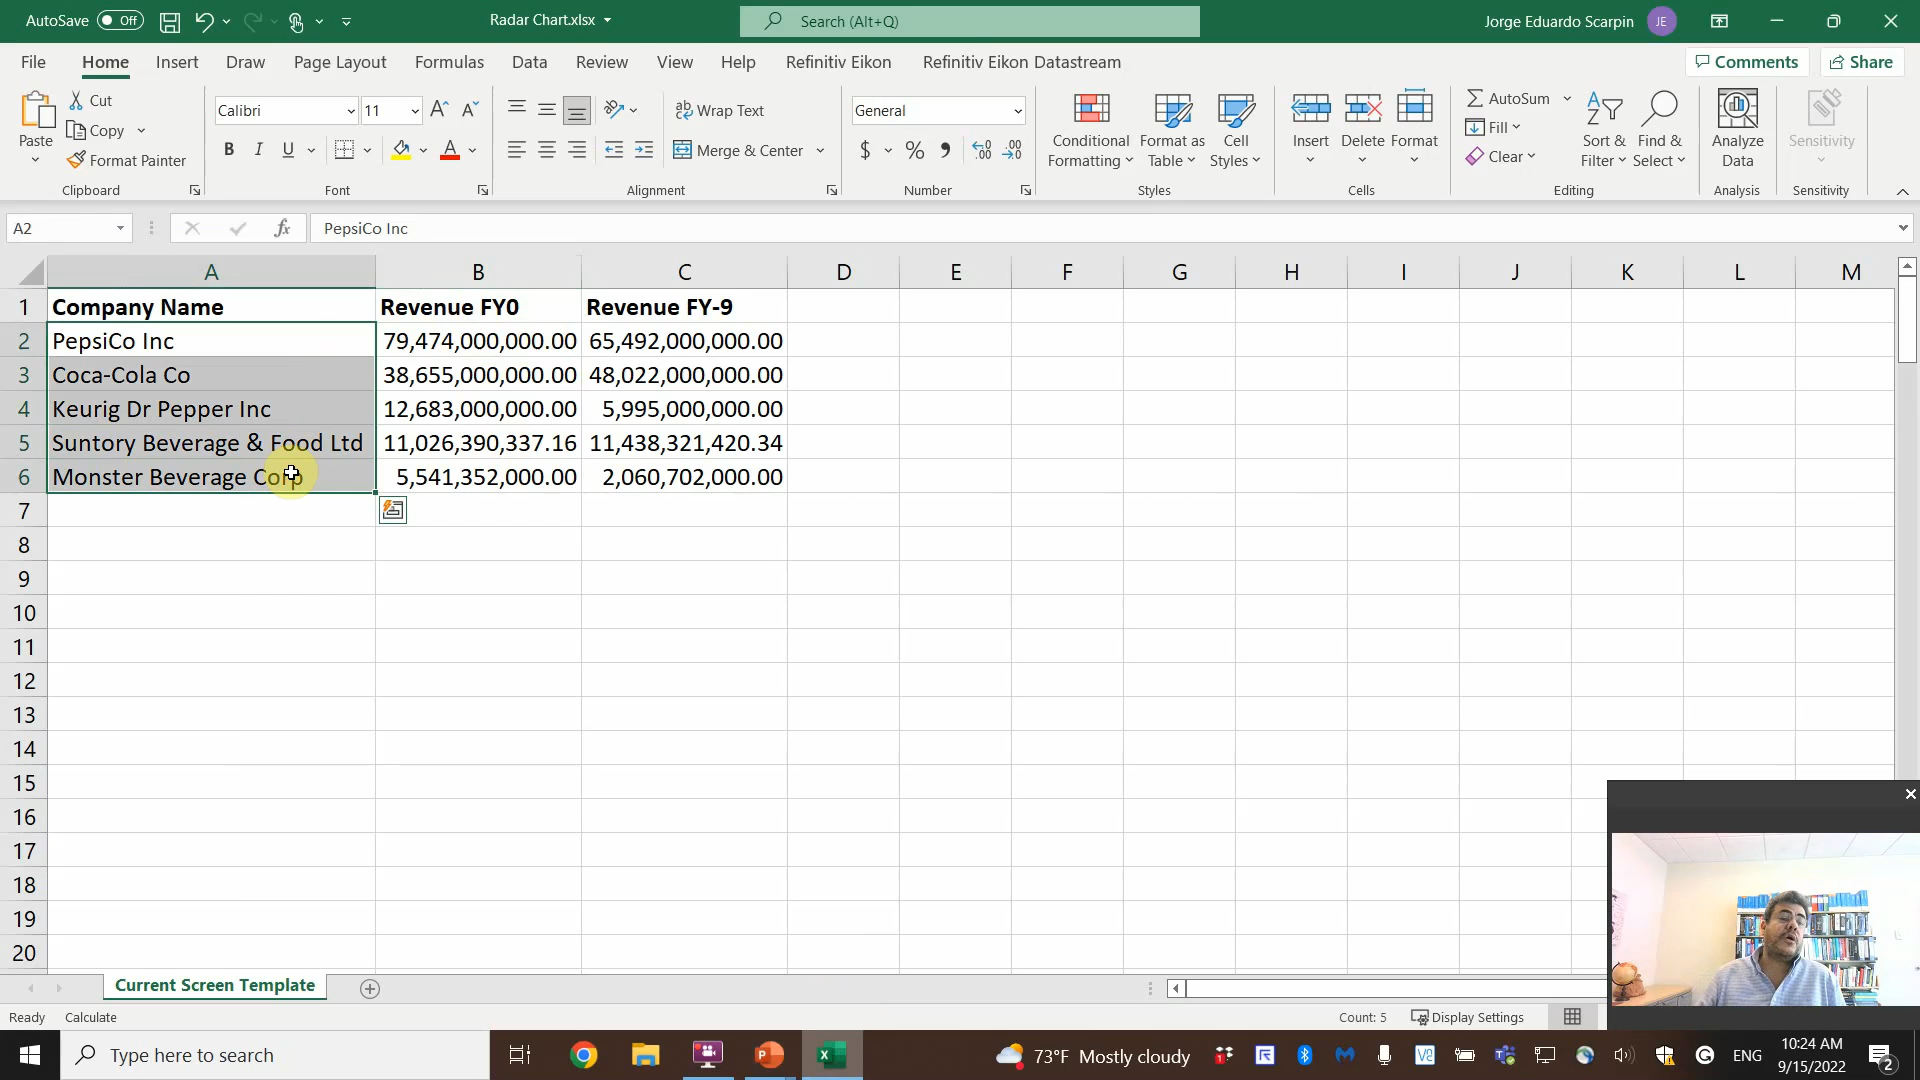 AutoSave Off Radar Chart.xlsx Search (Alt+Q) Jorge Eduardo Scarpin JE
File Home Insert Draw Page Layout Formulas Data Review View Help Refinitiv Eikon Refinitiv Eikon Datastream Comments Share
Paste Cut Copy Format Painter
Clipboard
Calibri 11
B I U A
Font
ab Wrap Text
Merge & Center
Alignment
General
$ % 9 .00 .00
Number
Conditional Formatting Format as Table Cell Styles
Styles
Insert Delete Format
Cells
AutoSum Fill Clear Sort & Filter Find & Select
Editing
Analyze Data
Analysis
Sensitivity
Sensitivity
A2 fx PepsiCo Inc
A B C D E F G H I J K L M
1 Company Name Revenue FY0 Revenue FY-9
2 PepsiCo Inc 79,474,000,000.00 65,492,000,000.00
3 Coca-Cola Co 38,655,000,000.00 48,022,000,000.00
4 Keurig Dr Pepper Inc 12,683,000,000.00 5,995,000,000.00
5 Suntory Beverage & Food Ltd 11,026,390,337.16 11,438,321,420.34
6 Monster Beverage Corp 5,541,352,000.00 2,060,702,000.00
7
8
9
10
11
12
13
14
15
16
17
18
19
20
Current Screen Template
Ready Calculate Count: 5 Display Settings
Type here to search 73°F Mostly cloudy ENG 10:24 AM
9/15/2022 2